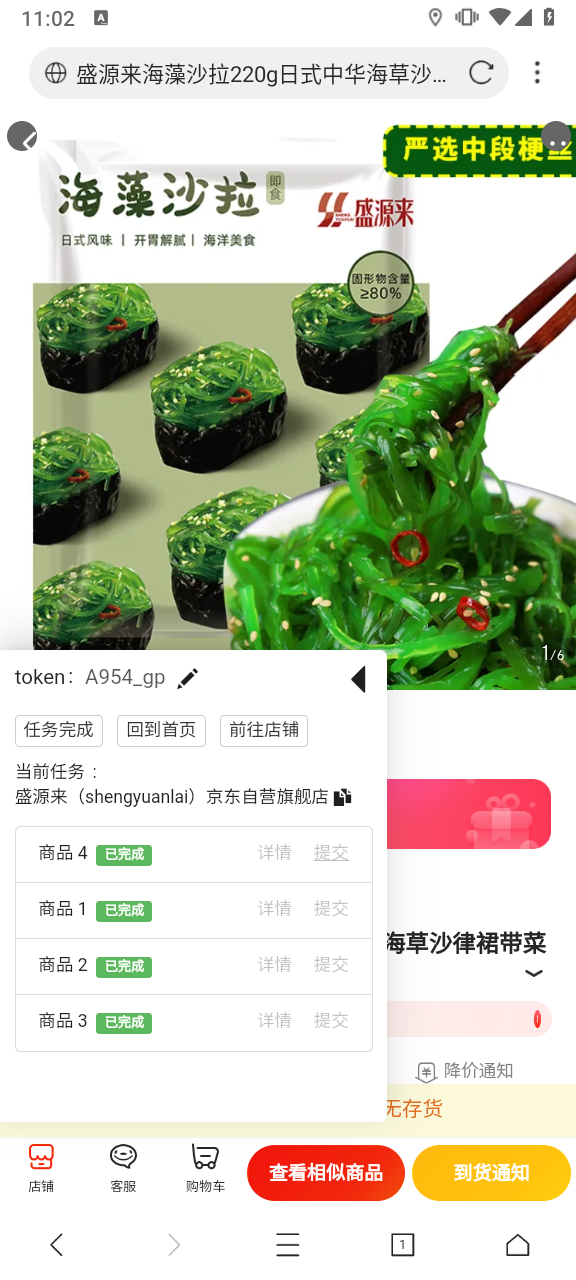 11:02
A
盛源来海藻沙拉220g日式中华海草沙...
严选中段梗丝
海藻沙拉
即食
SHENG YUANLAI
盛源来
日式风味 | 开胃解腻 | 海洋美食
固形物含量
≥80%
1/6
token： A954_gp
任务完成 回到首页 前往店铺
当前任务 :
盛源来（shengyuanlai）京东自营旗舰店
商品 4 已完成 详情 提交
商品 1 已完成 详情 提交
商品 2 已完成 详情 提交
商品 3 已完成 详情 提交
海草沙律裙带菜
降价通知
无存货
店铺 客服 购物车 查看相似商品 到货通知
1